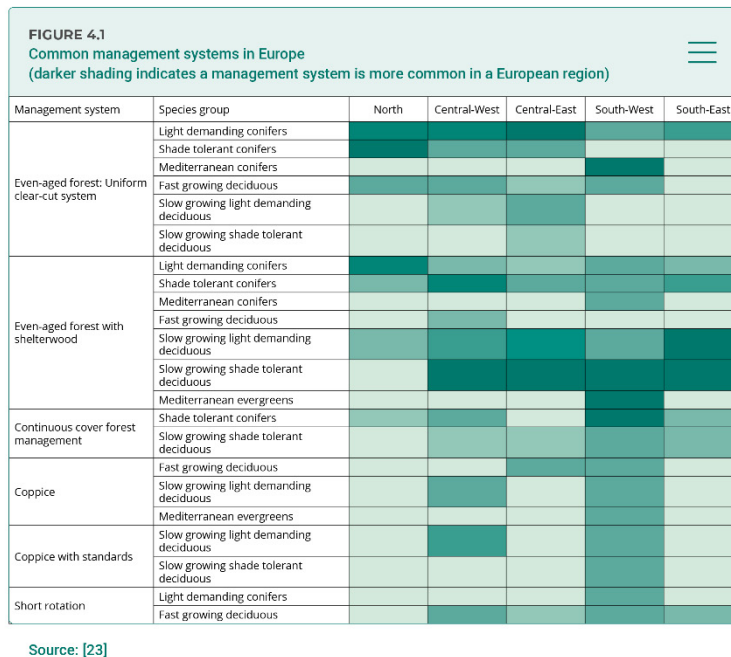 FIGURE 4.1
Common management systems in Europe
(darker shading indicates a management system is more common in a European region)
Management system Species group North Central-West Central-East South-West South-East
Even-aged forest: Uniform
clear-cut system
Light demanding conifers
Shade tolerant conifers
Mediterranean conifers
Fast growing deciduous
Slow growing light demanding
deciduous
Slow growing shade tolerant
deciduous
Even-aged forest with
shelterwood
Light demanding conifers
Shade tolerant conifers
Mediterranean conifers
Fast growing deciduous
Slow growing light demanding
deciduous
Slow growing shade tolerant
deciduous
Mediterranean evergreens
Continuous cover forest
management
Shade tolerant conifers
Slow growing shade tolerant
deciduous
Coppice
Fast growing deciduous
Slow growing light demanding
deciduous
Mediterranean evergreens
Coppice with standards
Slow growing light demanding
deciduous
Slow growing shade tolerant
deciduous
Short rotation
Light demanding conifers
Fast growing deciduous
Source: [23]